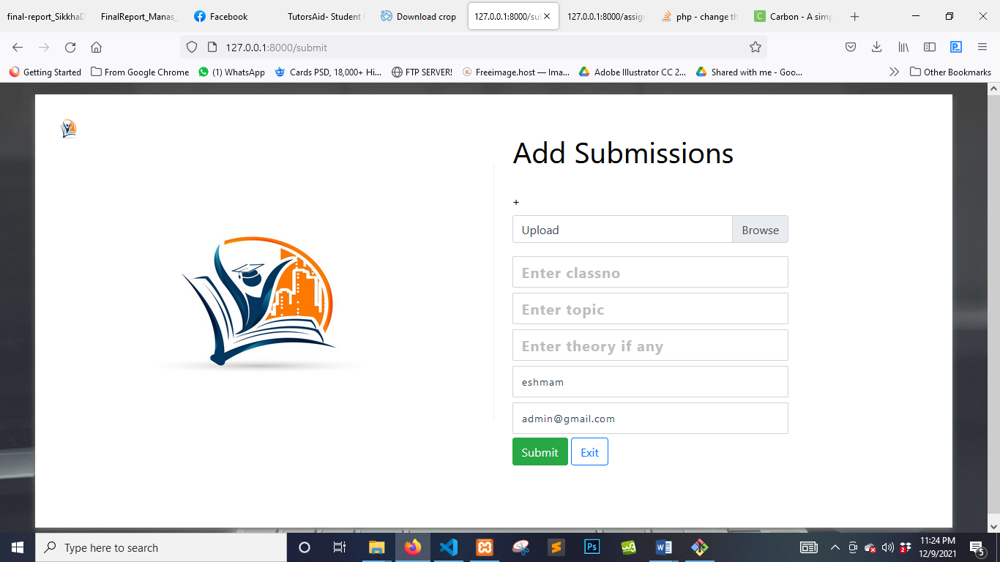 final-report_SikkhaD
FinalReport_Manas_
Facebook
TutorsAid- Student
Download crop
127.0.0.1:8000/su
127.0.0.1:8000/assig
php - change th
Carbon - A simp
127.0.0.1:8000/submit
Getting Started
From Google Chrome
(1) WhatsApp
Cards PSD, 18,000+ Hi...
FTP SERVER!
Freeimage.host — Ima...
Adobe Illustrator CC 2...
Shared with me - Goo...
Other Bookmarks
Add Submissions
+
Upload
Browse
Enter classno
Enter topic
Enter theory if any
eshmam
admin@gmail.com
Submit
Exit
Type here to search
11:24 PM
12/9/2021
5